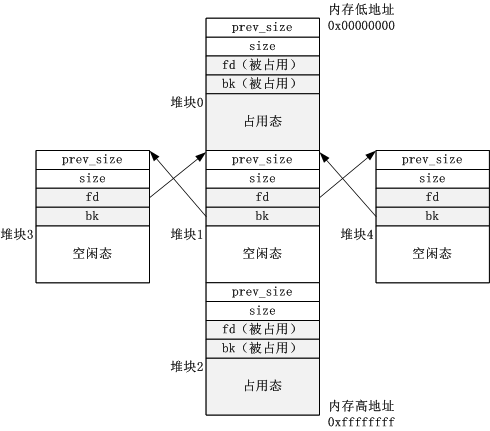 内存低地址
0x00000000
prev_size
size
fd（被占用）
bk（被占用）
堆块0
占用态
prev_size
size
fd
bk
堆块3
空闲态
prev_size
size
fd
bk
堆块1
空闲态
prev_size
size
fd
bk
堆块4
空闲态
prev_size
size
fd（被占用）
bk（被占用）
堆块2
占用态
内存高地址
0xffffffff